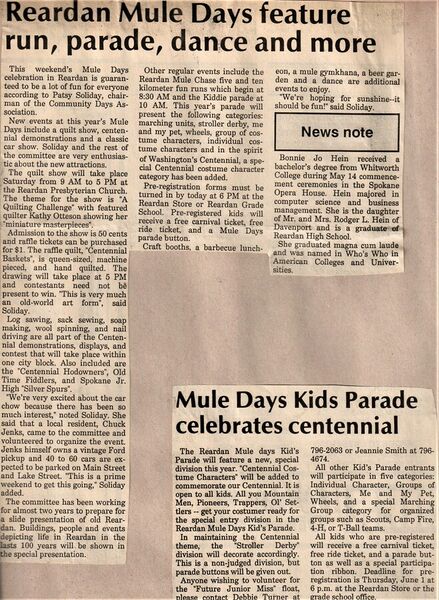 Reardan Mule Days feature
run, parade, dance and more
This weekend's Mule Days
celebration in Reardan is guaran-
teed to be a lot of fun for everyone
according to Patsy Soliday, chair-
man of the Community Days As-
sociation.
New events at this year's Mule
Days include a quilt show, centen-
nial demonstrations and a classic
car show. Soliday and the rest of
the committee are very enthusias-
tic about the new attractions.
The quilt show will take place
Saturday from 9 AM to 5 PM at
the Reardan Presbyterian Church.
The theme for the show is "A
Quilting Challenge" with featured
quilter Kathy Otteson showing her
"miniature masterpieces".
Admission to the show is 50 cents
and raffle tickets can be purchased
for $1. The raffle quilt, "Centennial
Baskets", is queen-sized, machine
pieced, and hand quilted. The
drawing will take place at 5 PM
and contestants need not be
present to win. "This is very much
an old-world art form", said
Soliday.
Log sawing, sack sewing, soap
making, wool spinning, and nail
driving are all part of the Centen-
nial demonstrations, displays, and
contest that will take place within
one city block. Also included are
the "Centennial Hodowners", Old
Time Fiddlers, and Spokane Jr.
High "Silver Spurs".
"We're very excited about the car
chow because there has been so
much interest," noted Soliday. She
said that a local resident, Chuck
Jenks, came to the committee and
volunteered to organize the event.
Jenks himself owns a vintage Ford
pickup and 40 to 60 cars are ex-
pected to be parked on Main Street
and Lake Street. "This is a prime
weekend to get this going," Soliday
added.
The committee has been working
for almost two years to prepare for
a slide presentation of old Rear-
dan. Buildings, people and events
depicting life in Reardan in the
last 100 years will be shown in
the special presentation.
Other regular events include the
Reardan Mule Chase five and ten
kilometer fun runs which begin at
8:30 AM and the Kiddie parade at
10 AM. This year's parade will
present the following categories:
marching units, stroller derby, me
and my pet, wheels, group of cos-
tume characters, individual cos-
tume characters and in the spirit
of Washington's Centennial, a spe-
cial Centennial costume character
category has been added.
Pre-registration forms must be
turned in by today at 6 PM at the
Reardan Store or Reardan Grade
School. Pre-registered kids will
receive a free carnival ticket, free
ride ticket, and a Mule Days
parade button.
Craft booths, a barbecue lunch-
eon, a mule gymkhana, a beer gar-
den and a dance are additional
events to enjoy.
"We're hoping for sunshine—it
should be fun!" said Soliday.
News note
Bonnie Jo Hein received a
bachelor's degree from Whitworth
College during May 14 commence-
ment ceremonies in the Spokane
Opera House. Hein majored in
computer science and business
management. She is the daughter
of Mr. and Mrs. Rodger L. Hein of
Davenport and is a graduate of
Reardan High School.
She graduated magna cum laude
and was named in Who's Who in
American Colleges and Univer-
sities.
Mule Days Kids Parade
celebrates centennial
The Reardan Mule days Kid's
Parade will feature a new, special
division this year. "Centennial Cos-
tume Characters" will be added to
commemorate our Centennial. It is
open to all kids. All you Mountain
Men, Pioneers, Trappers, Ol' Set-
tlers — get your costumer ready for
the special entry division in the
Reardan Mule Days Kid's Parade.
In maintaining the Centennial
theme, the "Stroller Derby"
division will decorate accordingly.
This is a non-judged division, but
parade buttons will be given out.
Anyone wishing to volunteer for
the "Future Junior Miss" float,
please contact Debbie Turner at
796-2063 or Jeannie Smith at 796-
4674.
All other Kid's Parade entrants
will participate in five categories:
Individual Character, Groups of
Characters, Me and My Pet,
Wheels, and a special Marching
Group category for organized
groups such as Scouts, Camp Fire,
4-H, or T-Ball teams.
All kids who are pre-registered
will receive a free carnival ticket,
free ride ticket, and a parade but-
ton as well as a special participa-
tion ribbon. Deadline for pre-
registration is Thursday, June 1 at
6 p.m. at the Reardan Store or the
grade school office.